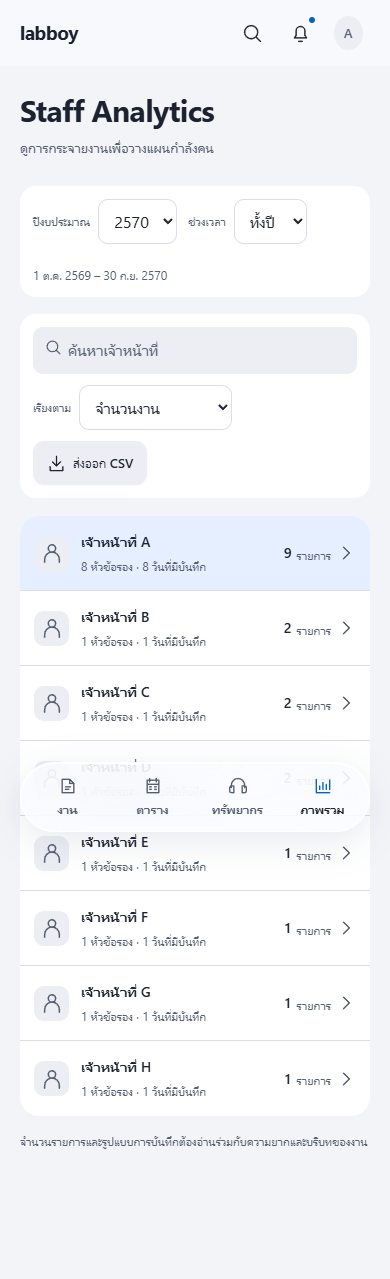 labboy
A
Staff Analytics
ดูการกระจายงานเพื่อวางแผนกำลังคน
ปีงบประมาณ 2570 ช่วงเวลา ทั้งปี
1 ต.ค. 2569 – 30 ก.ย. 2570
ค้นหาเจ้าหน้าที่
เรียงตาม จำนวนงาน
ส่งออก CSV
เจ้าหน้าที่ A
8 หัวข้อรอง · 8 วันที่มีบันทึก
9 รายการ
เจ้าหน้าที่ B
1 หัวข้อรอง · 1 วันที่มีบันทึก
2 รายการ
เจ้าหน้าที่ C
1 หัวข้อรอง · 1 วันที่มีบันทึก
2 รายการ
เจ้าหน้าที่ D
2 รายการ
งาน ตาราง ทรัพยากร ภาพรวม
เจ้าหน้าที่ E
1 หัวข้อรอง · 1 วันที่มีบันทึก
1 รายการ
เจ้าหน้าที่ F
1 หัวข้อรอง · 1 วันที่มีบันทึก
1 รายการ
เจ้าหน้าที่ G
1 หัวข้อรอง · 1 วันที่มีบันทึก
1 รายการ
เจ้าหน้าที่ H
1 หัวข้อรอง · 1 วันที่มีบันทึก
1 รายการ
จำนวนรายการและรูปแบบการบันทึกต้องอ่านร่วมกับความยากและบริบทของงาน